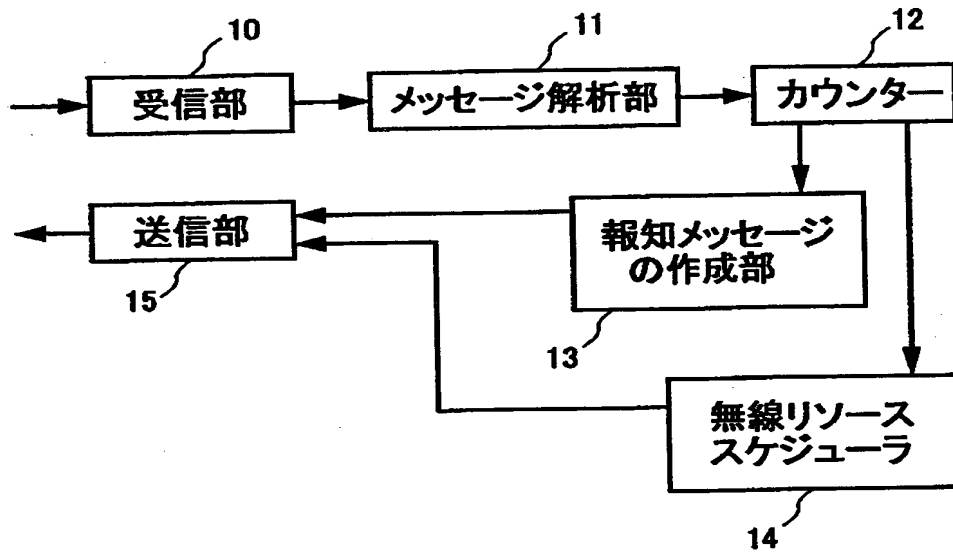 10
11
12
受信部
メッセージ解析部
カウンター
送信部
15
報知メッセージ
の作成部
13
無線リソース
スケジューラ
14